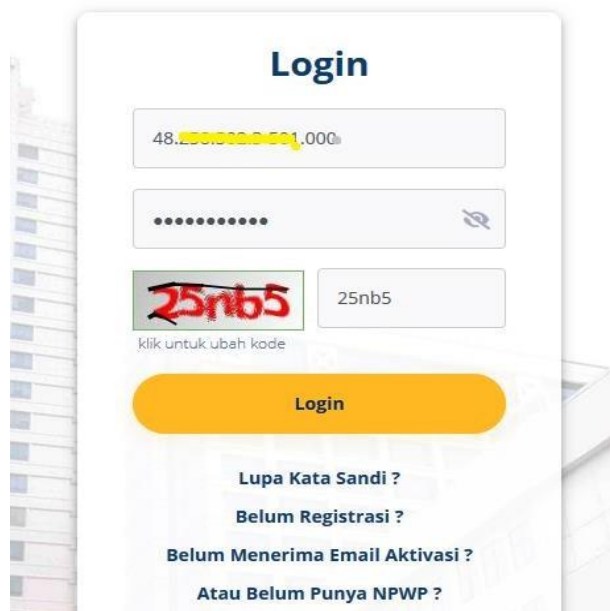 Login
48. .000
•••••••••••
25nb5 25nb5
klik untuk ubah kode
Login
Lupa Kata Sandi ?
Belum Registrasi ?
Belum Menerima Email Aktivasi ?
Atau Belum Punya NPWP ?